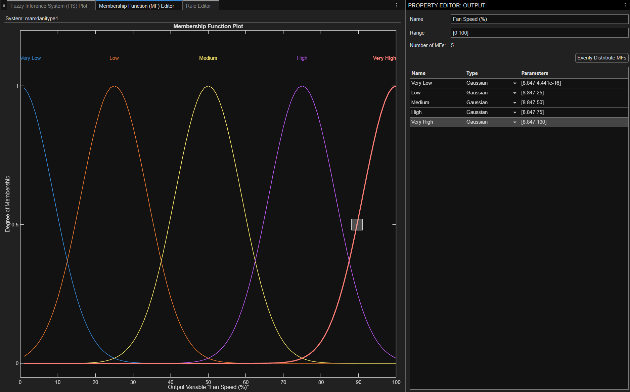 Fuzzy Inference System (FIS) Plot
Membership Function (MF) Editor
Rule Editor
System: mamdanitype1
Membership Function Plot
Very Low
Low
Medium
High
Very High
1
0.5
0
Degree of Membership
0 10 20 30 40 50 60 70 80 90 100
Output Variable "Fan Speed (%)"
PROPERTY EDITOR: OUTPUT
Name Fan Speed (%)
Range [0 100]
Number of MFs: 5
Evenly Distribute MFs
Name Type Parameters
Very Low Gaussian [8.847 4.441e-16]
Low Gaussian [8.847 25]
Medium Gaussian [8.847 50]
High Gaussian [8.847 75]
Very High Gaussian [8.847 100]